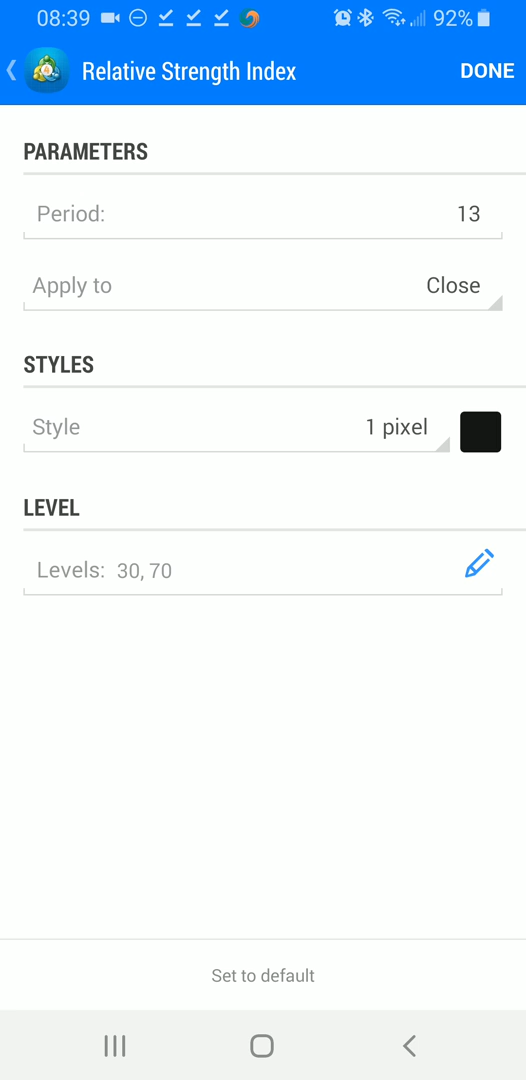 08:39 92%
Relative Strength Index DONE
PARAMETERS
Period: 13
Apply to Close
STYLES
Style 1 pixel
LEVEL
Levels: 30, 70
Set to default